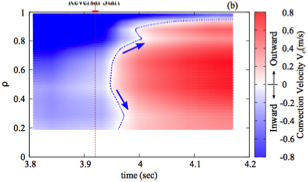 Reversal Start
(b)
1
0.8
0.6
0.4
0.2
0
ρ
3.8
3.9
4
4.1
4.2
time (sec)
0.8
0.6
0.4
0.2
0
-0.2
-0.4
-0.6
-0.8
Inward
Outward
Convection Velocity V (m/s)